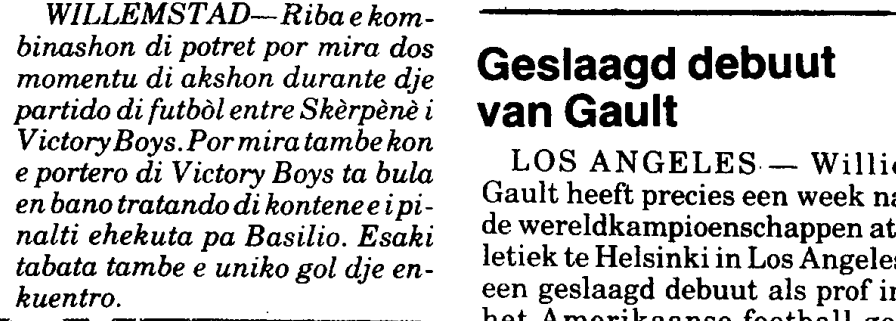 WILLEMSTAD—Riba e kom-
binashon di potret por mira dos
momentu di akshon durante dje
partido di futbòl entre Skèrpènè i
Victory Boys. Por mira tambe kon
e portero di Victory Boys ta bula
en bano tratando di kontene e i pi-
nalti ehekuta pa Basilio. Esaki
tabata tambe e uniko gol dje en-
kuentro.
Geslaagd debuut
van Gault
LOS ANGELES — Willie
Gault heeft precies een week na
de wereldkampioenschappen at-
letiek te Helsinki in Los Angeles
een geslaagd debuut als prof in
het Amerikaanse football